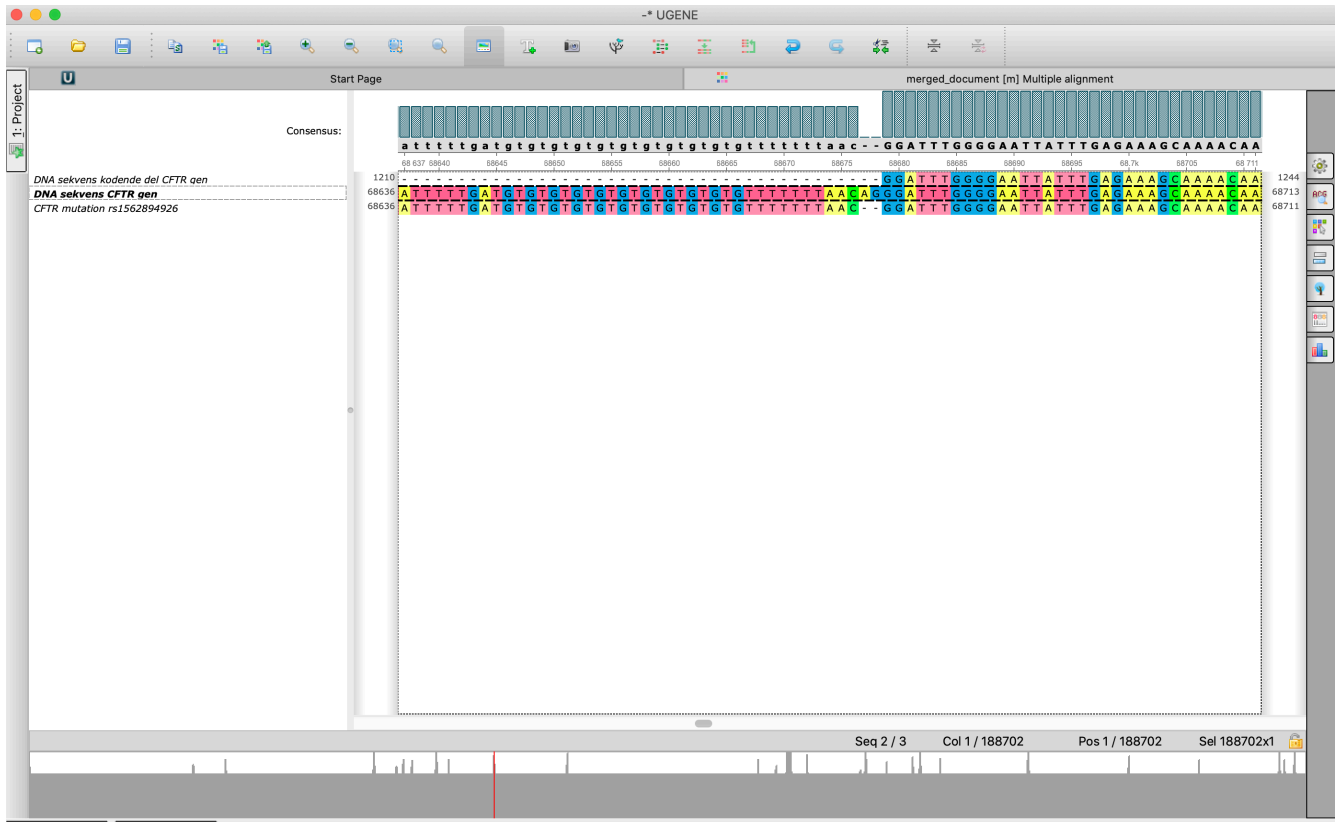 -* UGENE
Start Page
merged_document [m] Multiple alignment
1: Project
Consensus:
a t t t t t g a t g t g t g t g t g t g t g t g t g t g t g t t t t t t t a a c - - G G A T T T G G G G A A T T A T T T G A G A A A G C A A A A C A A
68 637 68640 68645 68650 68655 68660 68665 68670 68675 68680 68685 68690 68695 68.7k 68705 68 711
DNA sekvens kodende del CFTR gen 1210 - - - - - - - - - - - - - - - - - - - - - - - - - - - - - - - - - - - - - - - - - - G G A T T T G G G G A A T T A T T T G A G A A A G C A A A A C A A 1244
DNA sekvens CFTR gen 68636 A T T T T T G A T G T G T G T G T G T G T G T G T G T G T G T T T T T T T A A C A G G G A T T T G G G G A A T T A T T T G A G A A A G C A A A A C A A 68713
CFTR mutation rs1562894926 68636 A T T T T T G A T G T G T G T G T G T G T G T G T G T G T G T T T T T T T A A C - - G G A T T T G G G G A A T T A T T T G A G A A A G C A A A A C A A 68711
Seq 2 / 3 Col 1 / 188702 Pos 1 / 188702 Sel 188702x1